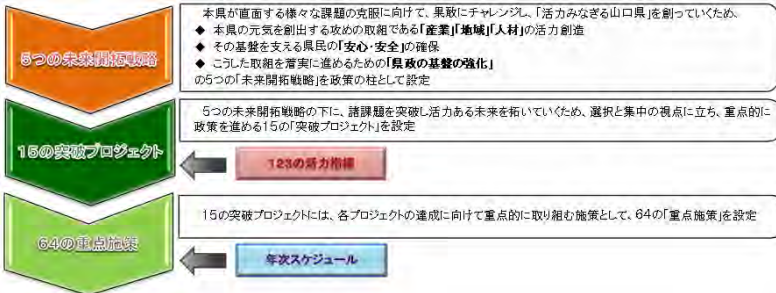 5つの未来開拓戦略
本県が直面する様々な課題の克服に向けて、果敢にチャレンジし、「活力みなぎる山口県」を創っていくため、
◆ 本県の元気を創出する攻めの取組である「産業」「地域」「人材」の活力創造
◆ その基盤を支える県民の「安心・安全」の確保
◆ こうした取組を着実に進めるための「県政の基盤の強化」
の5つの「未来開拓戦略」を政策の柱として設定
15の突破プロジェクト
5つの未来開拓戦略の下に、諸課題を突破し活力ある未来を拓いていくため、選択と集中の視点に立ち、重点的に
政策を進める15の「突破プロジェクト」を設定
123の活力指標
64の重点施策
15の突破プロジェクトには、各プロジェクトの達成に向けて重点的に取り組む施策として、64の「重点施策」を設定
年次スケジュール